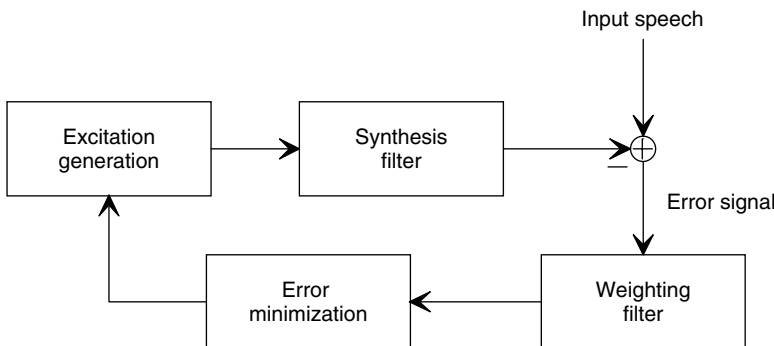 Input speech
Excitation
generation
Synthesis
filter
+
−
Error signal
Error
minimization
Weighting
filter